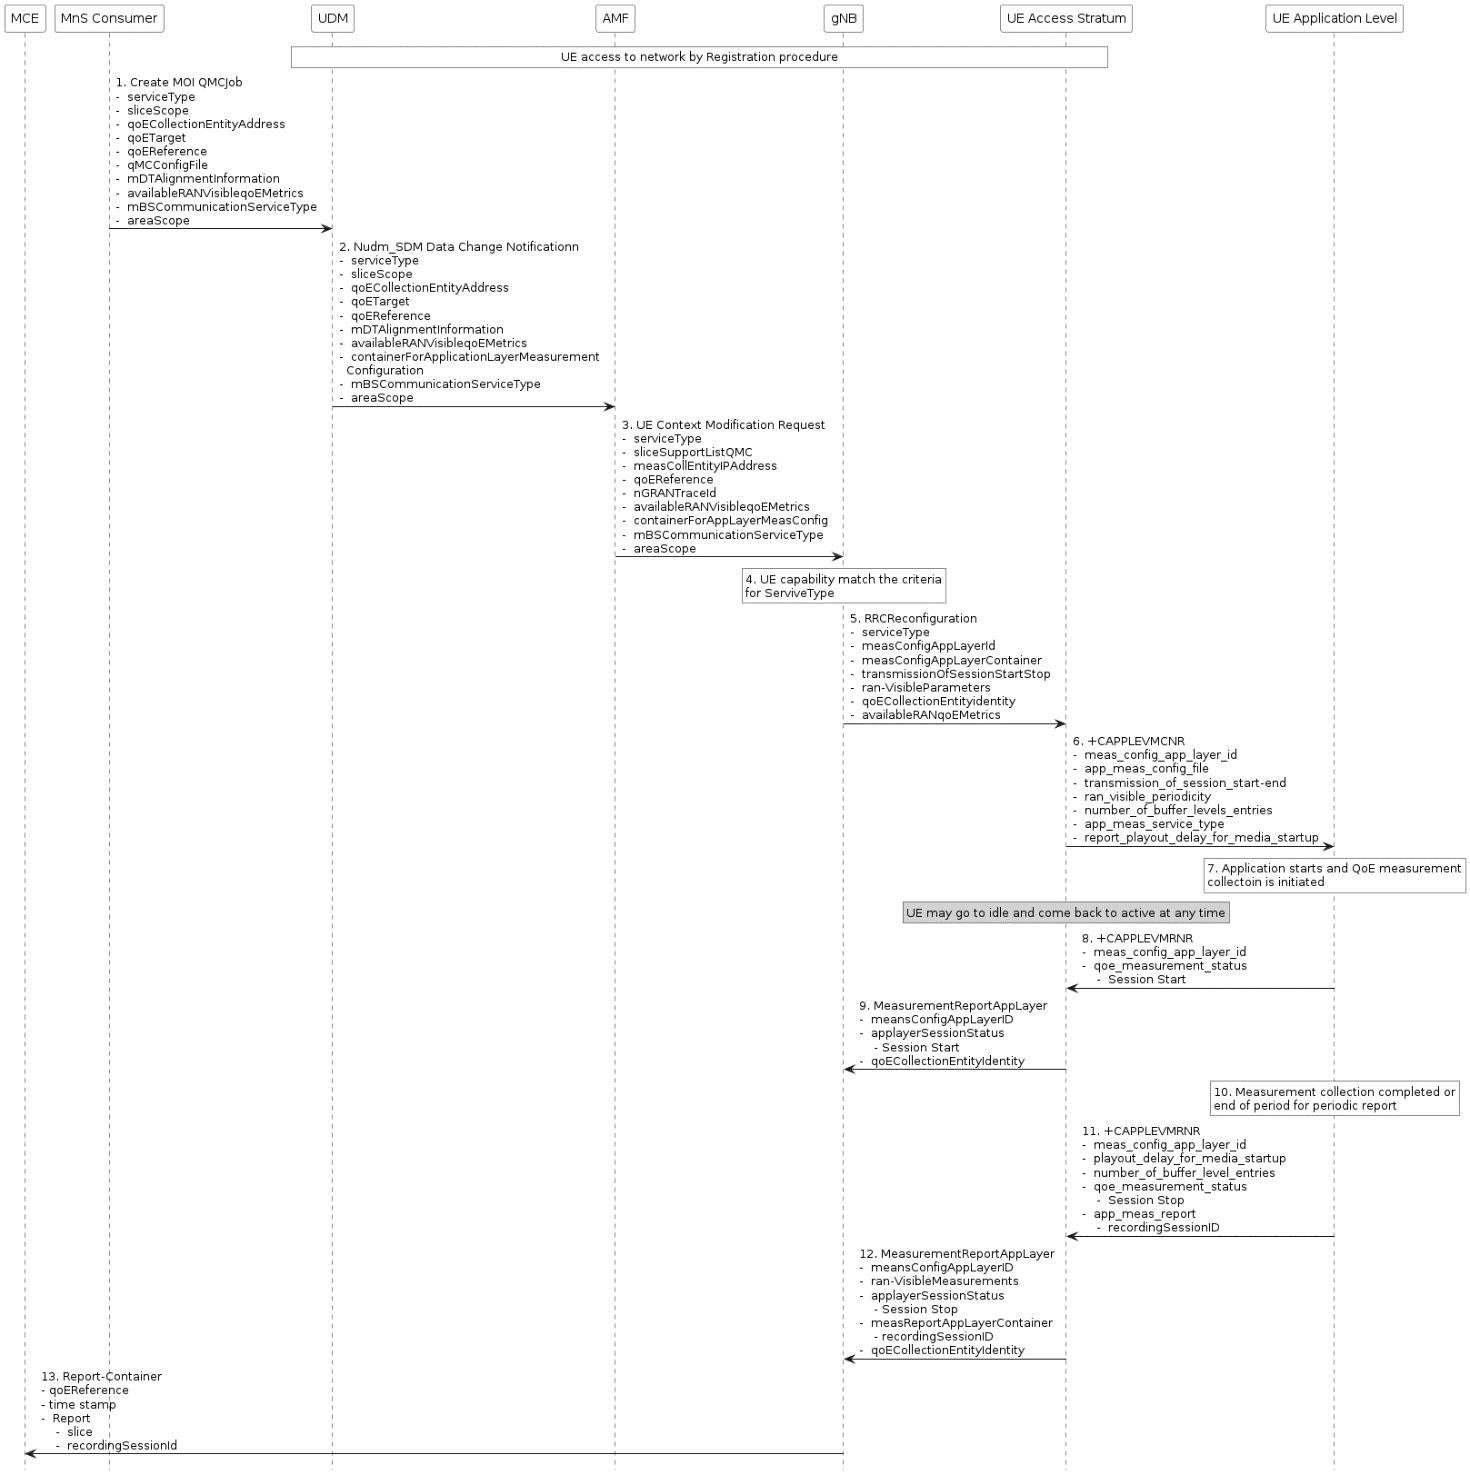 MCE
MnS Consumer
UDM
AMF
gNB
UE Access Stratum
UE Application Level
UE access to network by Registration procedure
1. Create MOI QMCJob
- serviceType
- sliceScope
- qoECollectionEntityAddress
- qoETarget
- qoEReference
- qMCConfigFile
- mDTAlignmentInformation
- availableRANVisibleqoEMetrics
- mBSCommunicationServiceType
- areaScope
2. Nudm_SDM Data Change Notificationn
- serviceType
- sliceScope
- qoECollectionEntityAddress
- qoETarget
- qoEReference
- mDTAlignmentInformation
- availableRANVisibleqoEMetrics
- containerForApplicationLayerMeasurement
Configuration
- mBSCommunicationServiceType
- areaScope
3. UE Context Modification Request
- serviceType
- sliceSupportListQMC
- measCollEntityIPAddress
- qoEReference
- nGRANTraceId
- availableRANVisibleqoEMetrics
- containerForAppLayerMeasConfig
- mBSCommunicationServiceType
- areaScope
4. UE capability match the criteria
for ServiveType
5. RRCReconfiguration
- serviceType
- measConfigAppLayerId
- measConfigAppLayerContainer
- transmissionOfSessionStartStop
- ran-VisibleParameters
- qoECollectionEntityidentity
- availableRANqoEMetrics
6. +CAPPLEVMCNR
- meas_config_app_layer_id
- app_meas_config_file
- transmission_of_session_start-end
- ran_visible_periodicity
- number_of_buffer_levels_entries
- app_meas_service_type
- report_playout_delay_for_media_startup
7. Application starts and QoE measurement
collectoin is initiated
UE may go to idle and come back to active at any time
8. +CAPPLEVMRNR
- meas_config_app_layer_id
- qoe_measurement_status
- Session Start
9. MeasurementReportAppLayer
- meansConfigAppLayerID
- applayerSessionStatus
- Session Start
- qoECollectionEntityIdentity
10. Measurement collection completed or
end of period for periodic report
11. +CAPPLEVMRNR
- meas_config_app_layer_id
- playout_delay_for_media_startup
- number_of_buffer_level_entries
- qoe_measurement_status
- Session Stop
- app_meas_report
- recordingSessionID
12. MeasurementReportAppLayer
- meansConfigAppLayerID
- ran-VisibleMeasurements
- applayerSessionStatus
- Session Stop
- measReportAppLayerContainer
- recordingSessionID
- qoECollectionEntityIdentity
13. Report-Container
- qoEReference
- time stamp
- Report
- slice
- recordingSessionId